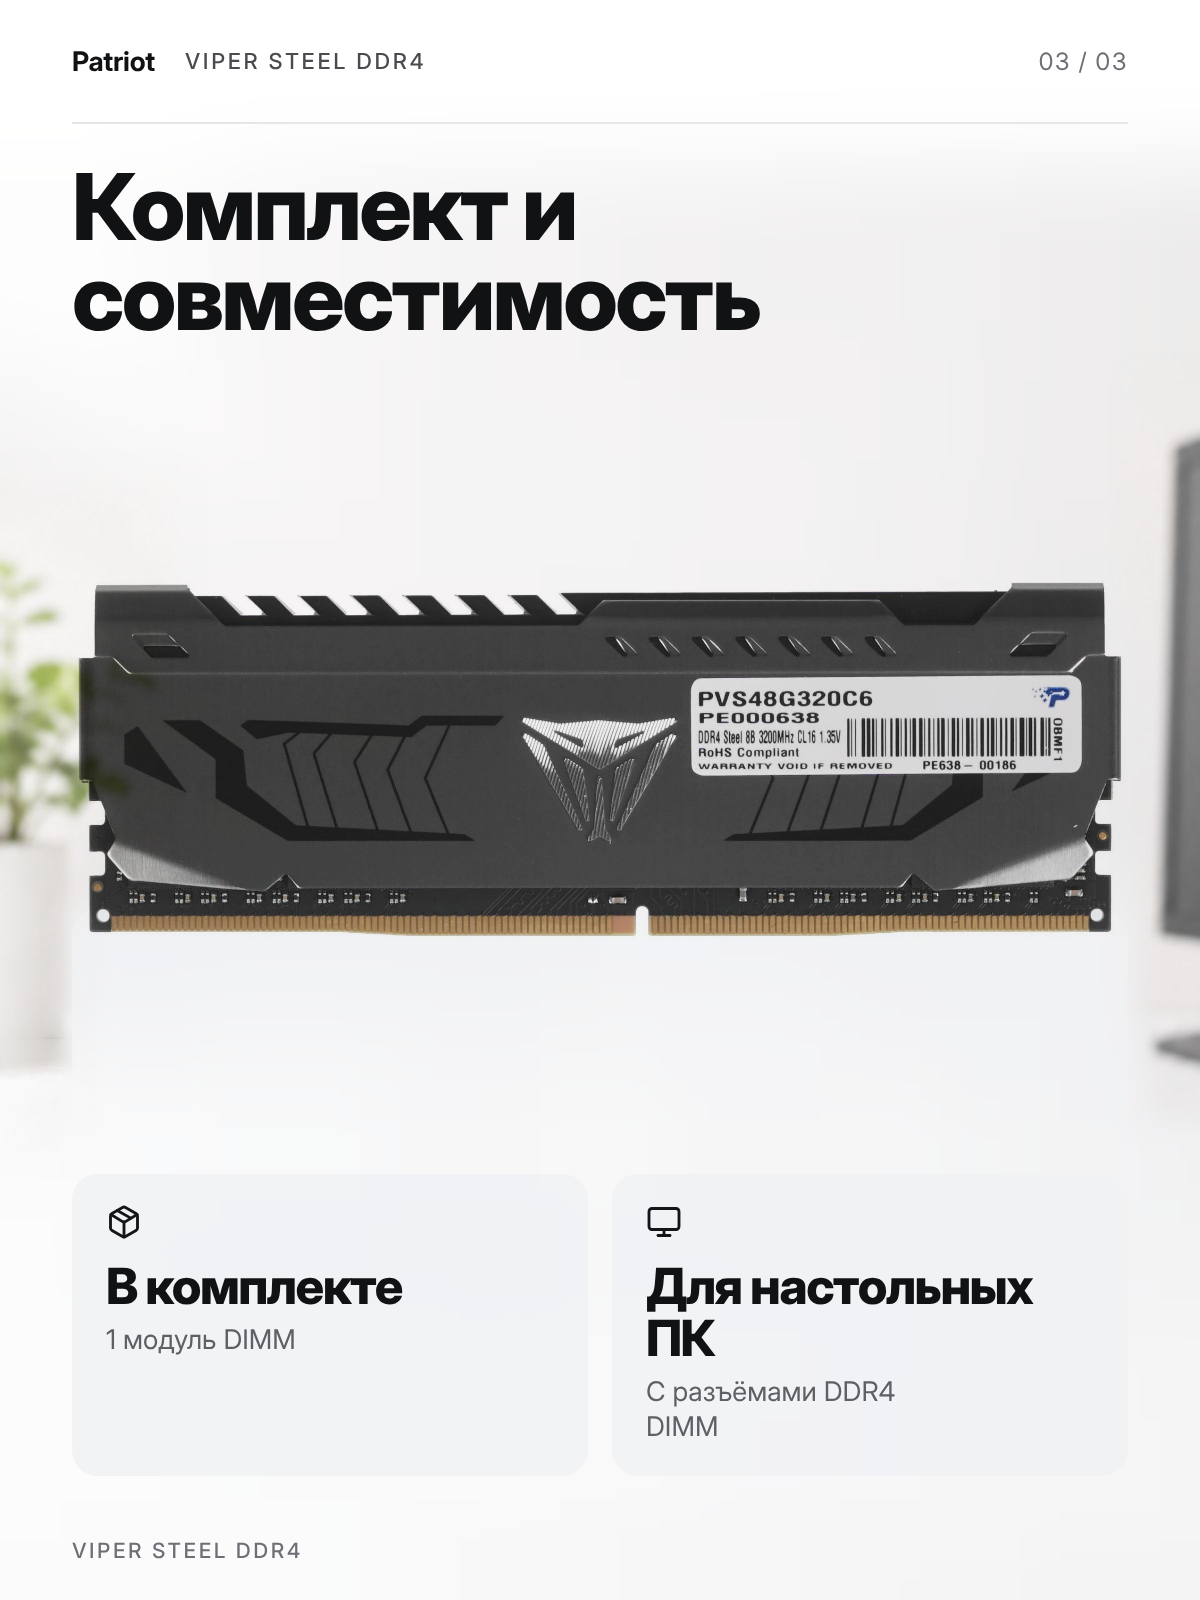 Patriot VIPER STEEL DDR4 03 / 03
Комплект и
совместимость
PVS48G320C6
PE000638
DDR4 Steel 8B 3200MHz CL16 1.35V
RoHS Compliant
WARRANTY VOID IF REMOVED PE638 – 00186
0BMF1
В комплекте
1 модуль DIMM
Для настольных
ПК
С разъёмами DDR4
DIMM
VIPER STEEL DDR4